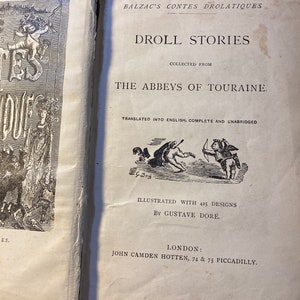 BALZAC'S CONTES DROLATIQUES
DROLL STORIES
COLLECTED FROM
THE ABBEYS OF TOURAINE.
TRANSLATED INTO ENGLISH, COMPLETE AND UNABRIDGED
ILLUSTRATED WITH 425 DESIGNS
BY GUSTAVE DORÉ.
LONDON:
JOHN CAMDEN HOTTEN, 74 & 75 PICCADILLY.